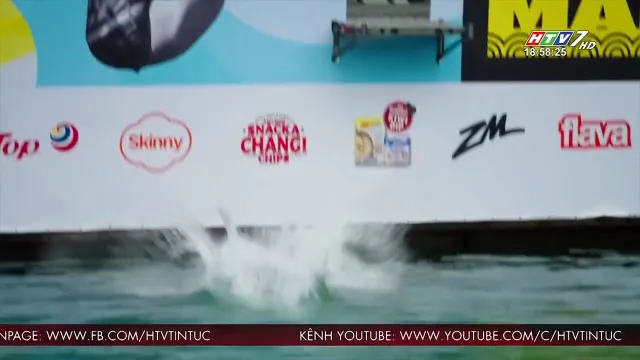 MA
HTV7 HD
18:58:25
Top
Skinny
SNACKA
CHANGI
CHIPS
ZM
flava
NPAGE: WWW.FB.COM/HTVTINTUC KÊNH YOUTUBE: WWW.YOUTUBE.COM/C/HTVTINTUC